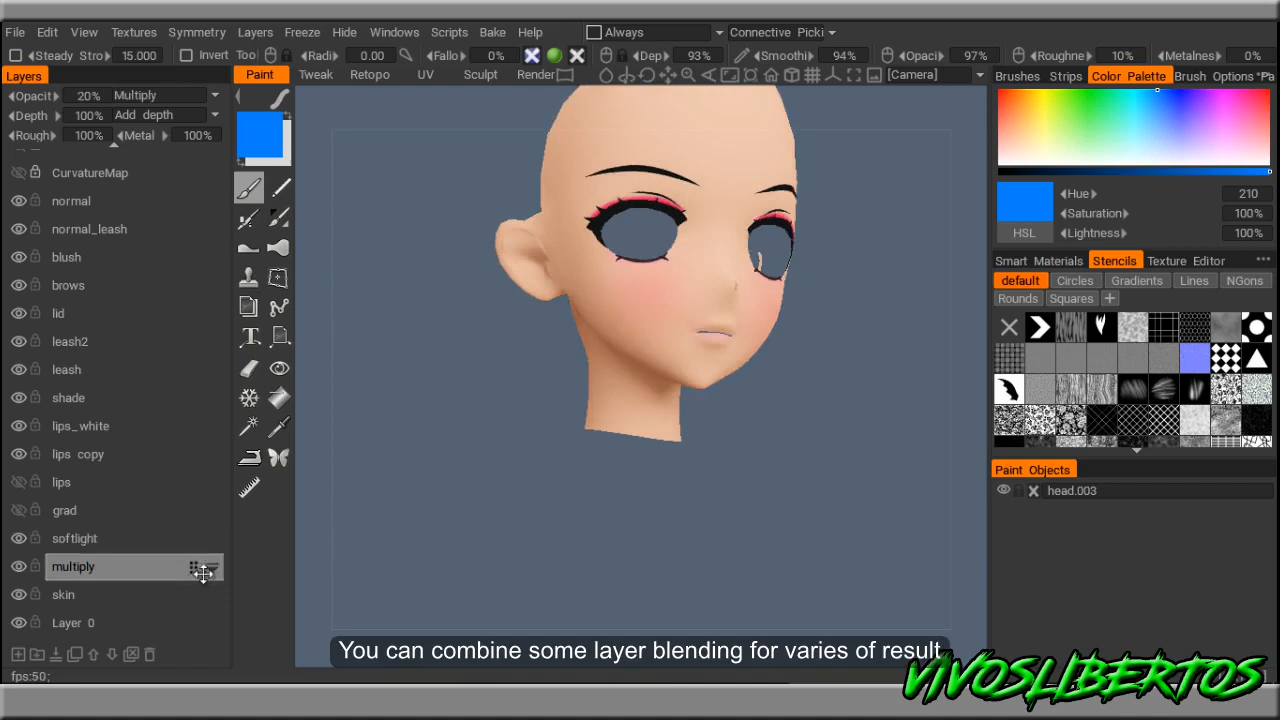 File Edit View Textures Symmetry Layers Freeze Hide Windows Scripts Bake Help Always Connective Picki
Steady Stro 15.000 Invert Too Radi 0.00 Fallo 0% Dep 93% Smoothi 94% Opaci 97% Roughne 10% Metalnes 0%
Layers Paint Tweak Retopo UV Sculpt Render [Camera] Brushes Strips Color Palette Brush Options
Opacit 20% Multiply
Depth 100% Add depth
Rough 100% Metal 100%
CurvatureMap
normal
normal_leash
blush
brows
lid
leash2
leash
shade
lips_white
lips copy
lips
grad
softlight
multiply
skin
Layer 0
fps:50;
Hue 210
Saturation 100%
HSL Lightness 100%
Smart Materials Stencils Texture Editor
default Circles Gradients Lines NGons
Rounds Squares +
Paint Objects
head.003
You can combine some layer blending for varies of result
VIVOSLIBERTOS